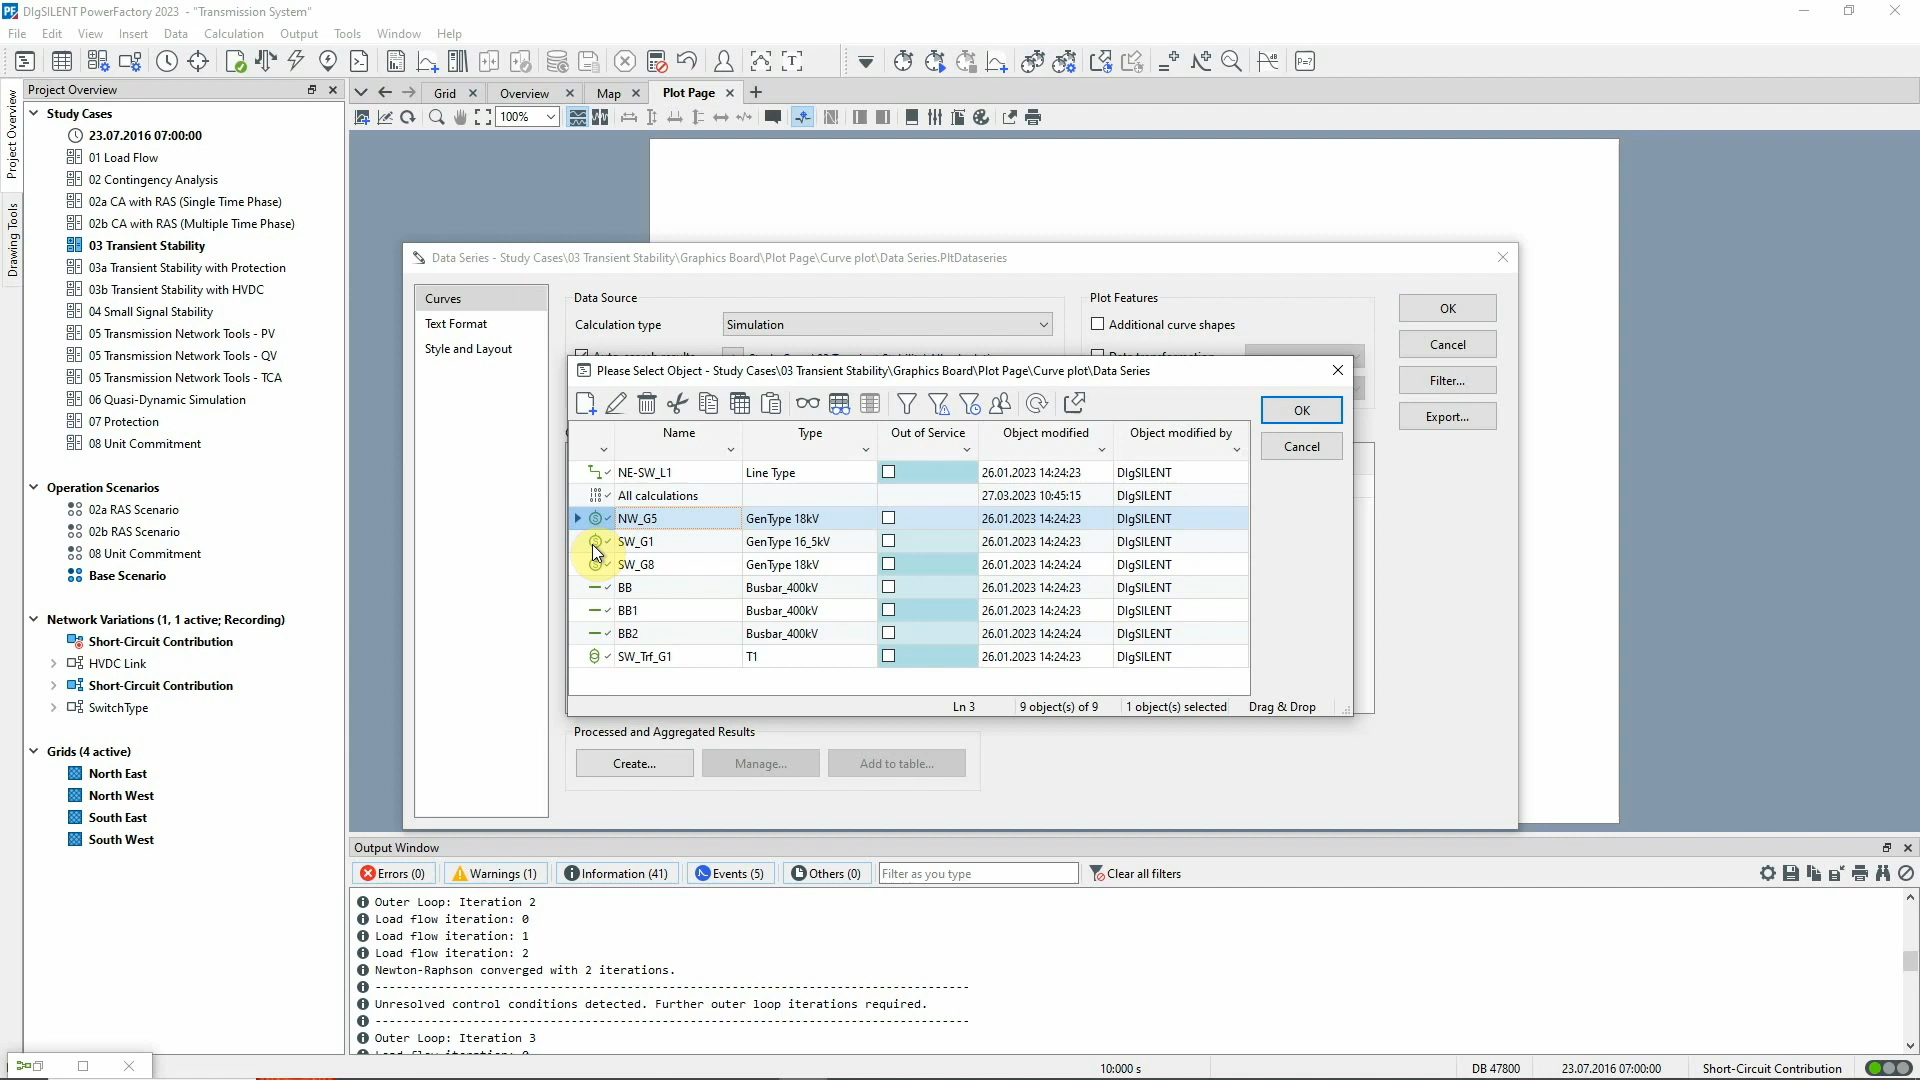 DIgSILENT PowerFactory 2023 - "Transmission System"
File Edit View Insert Data Calculation Output Tools Window Help
Project Overview
Grid Overview Map Plot Page
100%
Project Overview
Drawing Tools
Study Cases
23.07.2016 07:00:00
01 Load Flow
02 Contingency Analysis
02a CA with RAS (Single Time Phase)
02b CA with RAS (Multiple Time Phase)
03 Transient Stability
03a Transient Stability with Protection
03b Transient Stability with HVDC
04 Small Signal Stability
05 Transmission Network Tools - PV
05 Transmission Network Tools - QV
05 Transmission Network Tools - TCA
06 Quasi-Dynamic Simulation
07 Protection
08 Unit Commitment
Operation Scenarios
02a RAS Scenario
02b RAS Scenario
08 Unit Commitment
Base Scenario
Network Variations (1, 1 active; Recording)
Short-Circuit Contribution
HVDC Link
Short-Circuit Contribution
SwitchType
Grids (4 active)
North East
North West
South East
South West
Data Series - Study Cases\03 Transient Stability\Graphics Board\Plot Page\Curve plot\Data Series.PltDataseries
Curves
Text Format
Style and Layout
Data Source
Calculation type Simulation
Plot Features
Additional curve shapes
OK
Cancel
Filter...
Export...
Please Select Object - Study Cases\03 Transient Stability\Graphics Board\Plot Page\Curve plot\Data Series
OK
Cancel
Name Type Out of Service Object modified Object modified by
NE-SW_L1 Line Type 26.01.2023 14:24:23 DIgSILENT
All calculations 27.03.2023 10:45:15 DIgSILENT
NW_G5 GenType 18kV 26.01.2023 14:24:23 DIgSILENT
SW_G1 GenType 16_5kV 26.01.2023 14:24:23 DIgSILENT
SW_G8 GenType 18kV 26.01.2023 14:24:24 DIgSILENT
BB Busbar_400kV 26.01.2023 14:24:23 DIgSILENT
BB1 Busbar_400kV 26.01.2023 14:24:23 DIgSILENT
BB2 Busbar_400kV 26.01.2023 14:24:24 DIgSILENT
SW_Trf_G1 T1 26.01.2023 14:24:23 DIgSILENT
Ln 3 9 object(s) of 9 1 object(s) selected Drag & Drop
Processed and Aggregated Results
Create... Manage... Add to table...
Output Window
Errors (0) Warnings (1) Information (41) Events (5) Others (0) Filter as you type Clear all filters
Outer Loop: Iteration 2
Load flow iteration: 0
Load flow iteration: 1
Load flow iteration: 2
Newton-Raphson converged with 2 iterations.
Unresolved control conditions detected. Further outer loop iterations required.
Outer Loop: Iteration 3
10:000 s DB 47800 23.07.2016 07:00:00 Short-Circuit Contribution